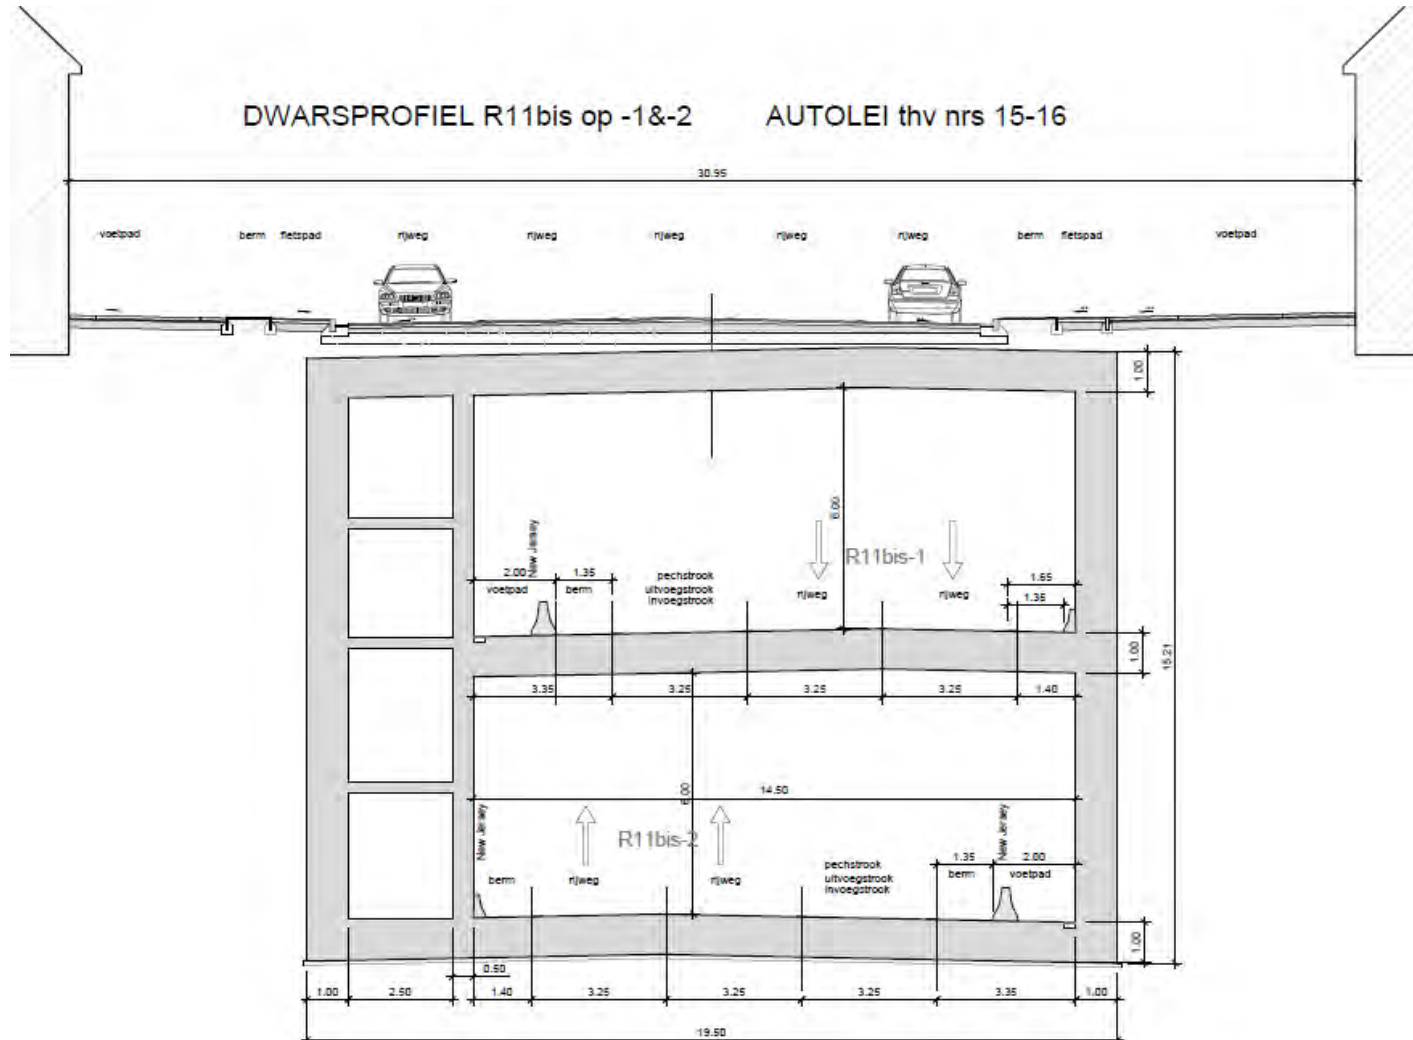 DWARSPROFIEL R11bis op -1&-2 AUTOLEI thv nrs 15-16
30.95
voetpad berm fietspad rijweg rijweg rijweg rijweg rijweg berm fietspad voetpad
1.00
6.00
New Jersey
R11bis-1
2.00 1.35 pechstrook
voetpad berm uitvoegstrook rijweg rijweg 1.65
invoegstrook 1.35
1.00
15.21
3.35 3.25 3.25 3.25 1.40
14.50
6.00
New Jersey
R11bis-2
New Jersey
berm rijweg rijweg pechstrook 1.35 2.00
uitvoegstrook berm voetpad
invoegstrook
1.00
0.50
1.00 2.50 1.40 3.25 3.25 3.25 3.35 1.00
19.50